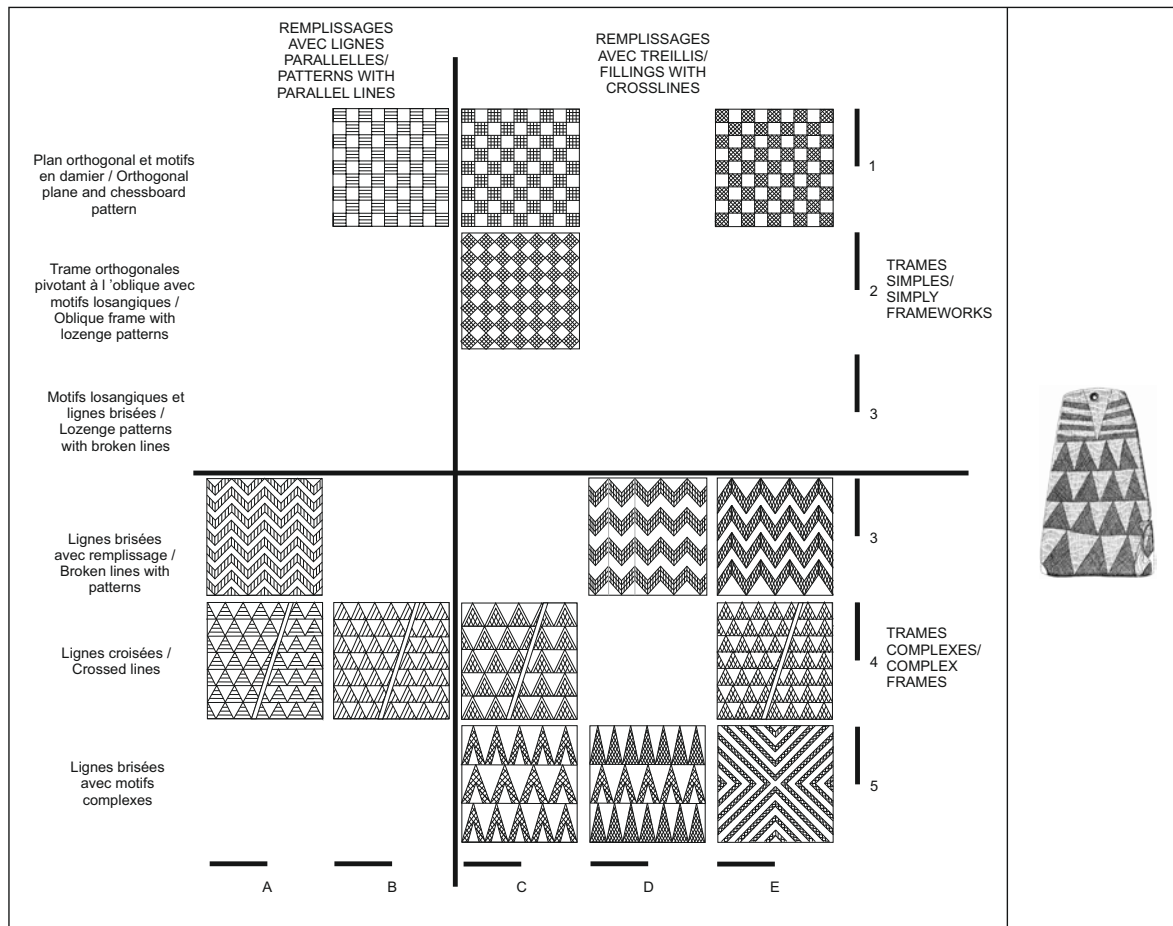 REMPLISSAGES
AVEC LIGNES
PARALLELES/
PATTERNS WITH
PARALLEL LINES
REMPLISSAGES
AVEC TREILLIS/
FILLINGS WITH
CROSSLINES
Plan orthogonal et motifs
en damier / Orthogonal
plane and chessboard
pattern
1
Trame orthogonales
pivotant à l 'oblique avec
motifs losangiques /
Oblique frame with
lozenge patterns
2
TRAMES
SIMPLES/
SIMPLY
FRAMEWORKS
Motifs losangiques et
lignes brisées /
Lozenge patterns
with broken lines
3
Lignes brisées
avec remplissage /
Broken lines with
patterns
3
Lignes croisées /
Crossed lines
4
TRAMES
COMPLEXES/
COMPLEX
FRAMES
Lignes brisées
avec motifs
complexes
5
A B C D E